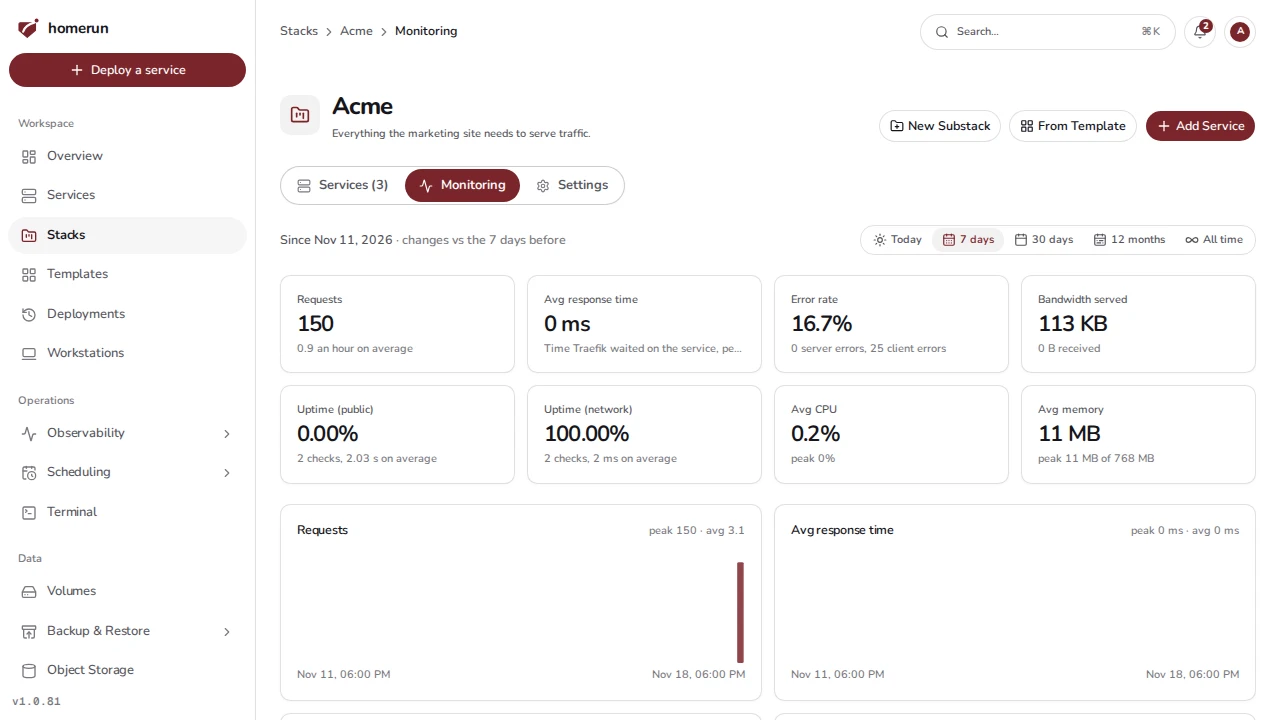 homerun
Deploy a service
Workspace
Overview
Services
Stacks
Templates
Deployments
Workstations
Operations
Observability
Scheduling
Terminal
Data
Volumes
Backup & Restore
Object Storage
v1.0.81
Stacks > Acme > Monitoring
Search... ⌘K
2
A
Acme
Everything the marketing site needs to serve traffic.
New Substack
From Template
Add Service
Services (3)
Monitoring
Settings
Since Nov 11, 2026 · changes vs the 7 days before
Today
7 days
30 days
12 months
All time
Requests
150
0.9 an hour on average
Avg response time
0 ms
Time Traefik waited on the service, pe...
Error rate
16.7%
0 server errors, 25 client errors
Bandwidth served
113 KB
0 B received
Uptime (public)
0.00%
2 checks, 2.03 s on average
Uptime (network)
100.00%
2 checks, 2 ms on average
Avg CPU
0.2%
peak 0%
Avg memory
11 MB
peak 11 MB of 768 MB
Requests
peak 150 · avg 3.1
Nov 11, 06:00 PM
Nov 18, 06:00 PM
Avg response time
peak 0 ms · avg 0 ms
Nov 11, 06:00 PM
Nov 18, 06:00 PM